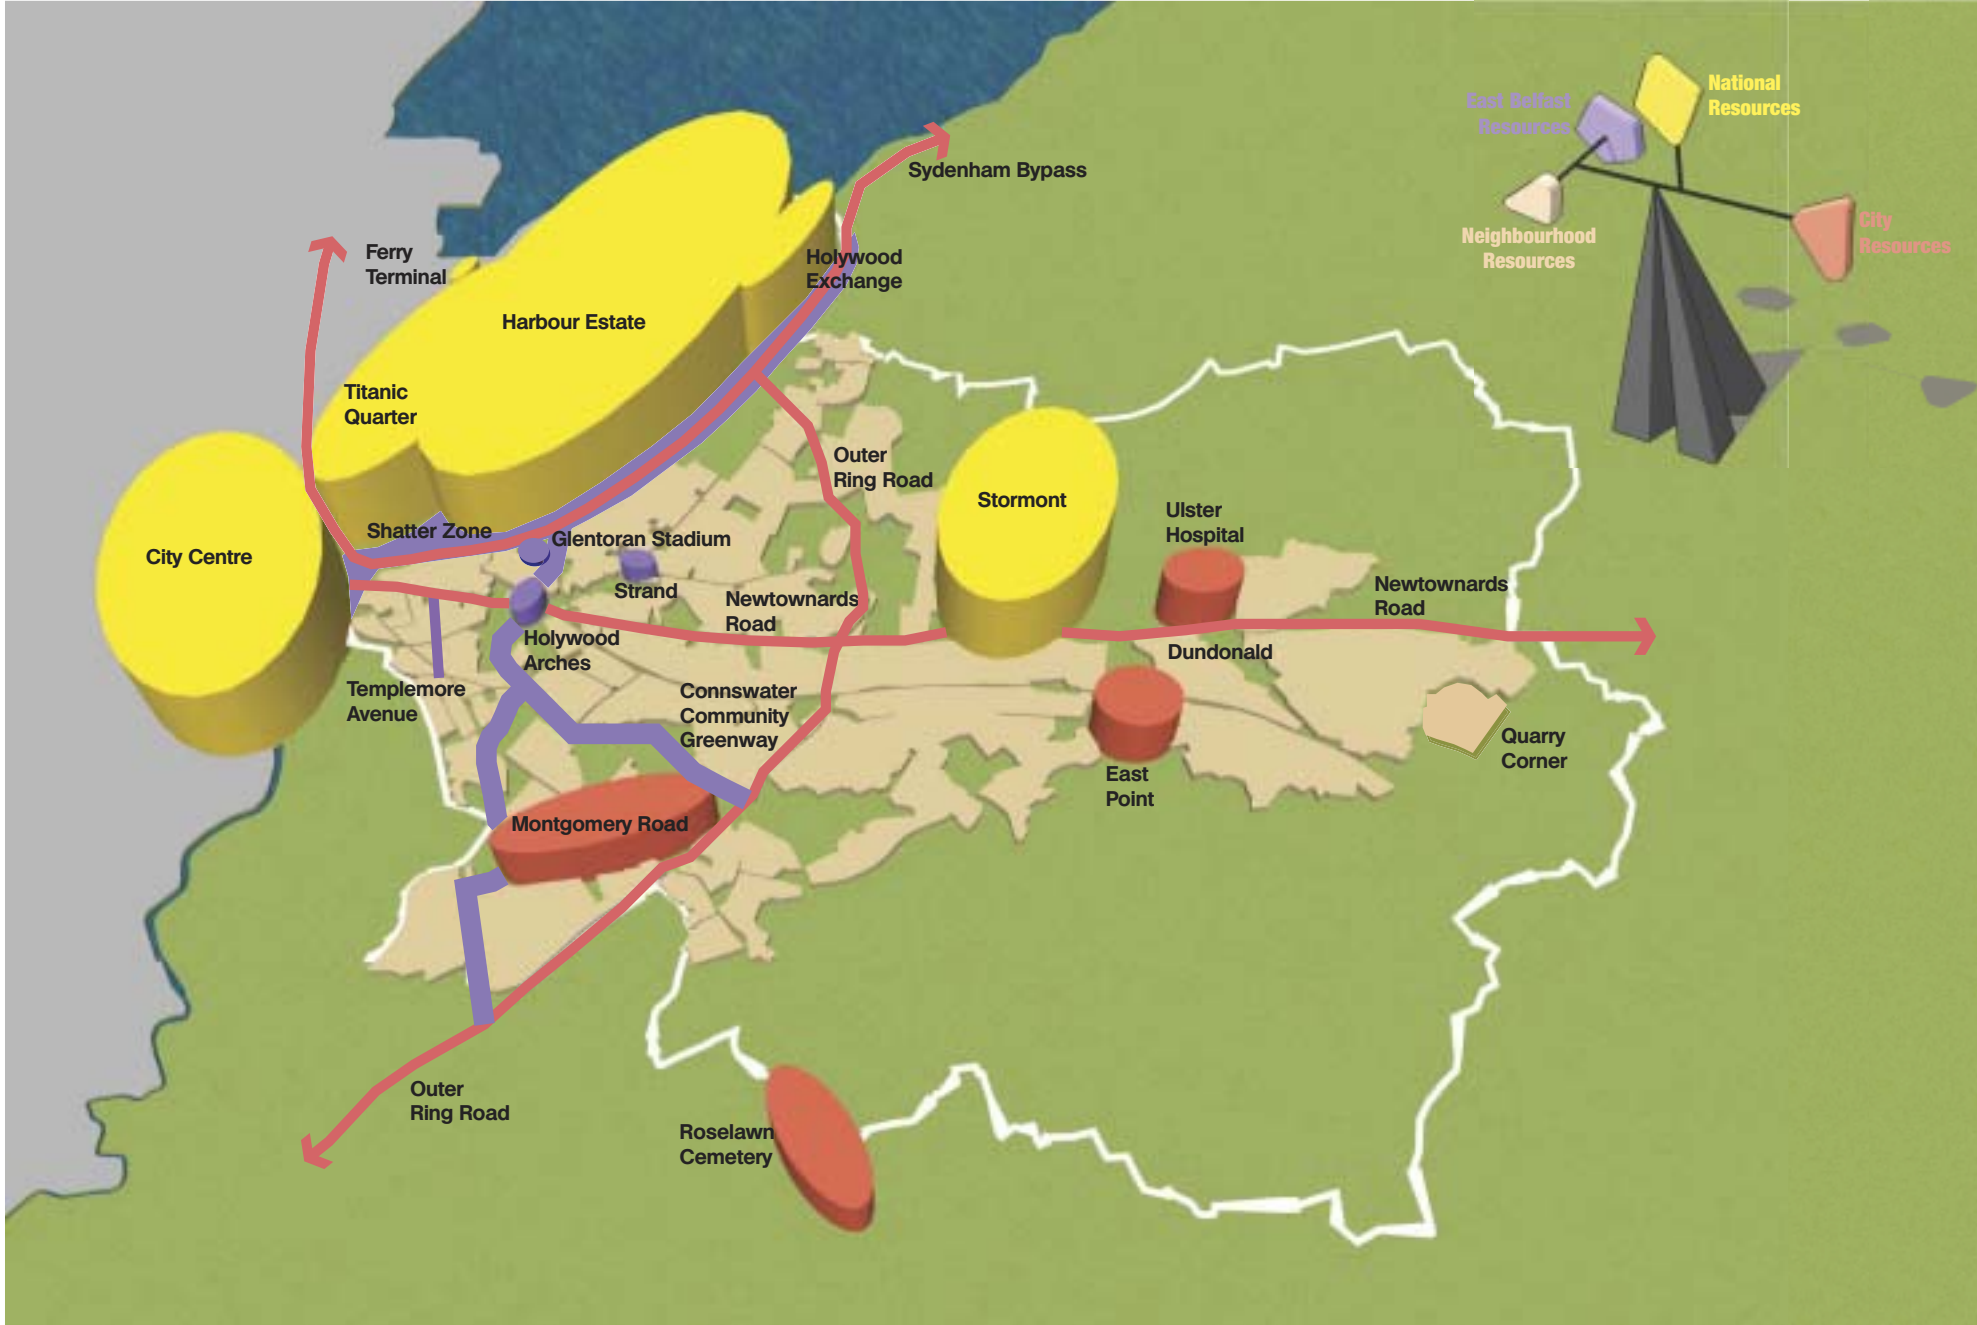 National
Resources
East Belfast
Resources
Neighbourhood
Resources
City
Resources
Sydenham Bypass
Ferry
Terminal
Holywood
Exchange
Harbour Estate
Titanic
Quarter
Outer
Ring Road
Stormont
Ulster
Hospital
Shatter Zone
Glentoran Stadium
City Centre
Strand
Newtownards
Road
Newtownards
Road
Holywood
Arches
Dundonald
Templemore
Avenue
Connswater
Community
Greenway
Quarry
Corner
East
Point
Montgomery Road
Outer
Ring Road
Roselawn
Cemetery